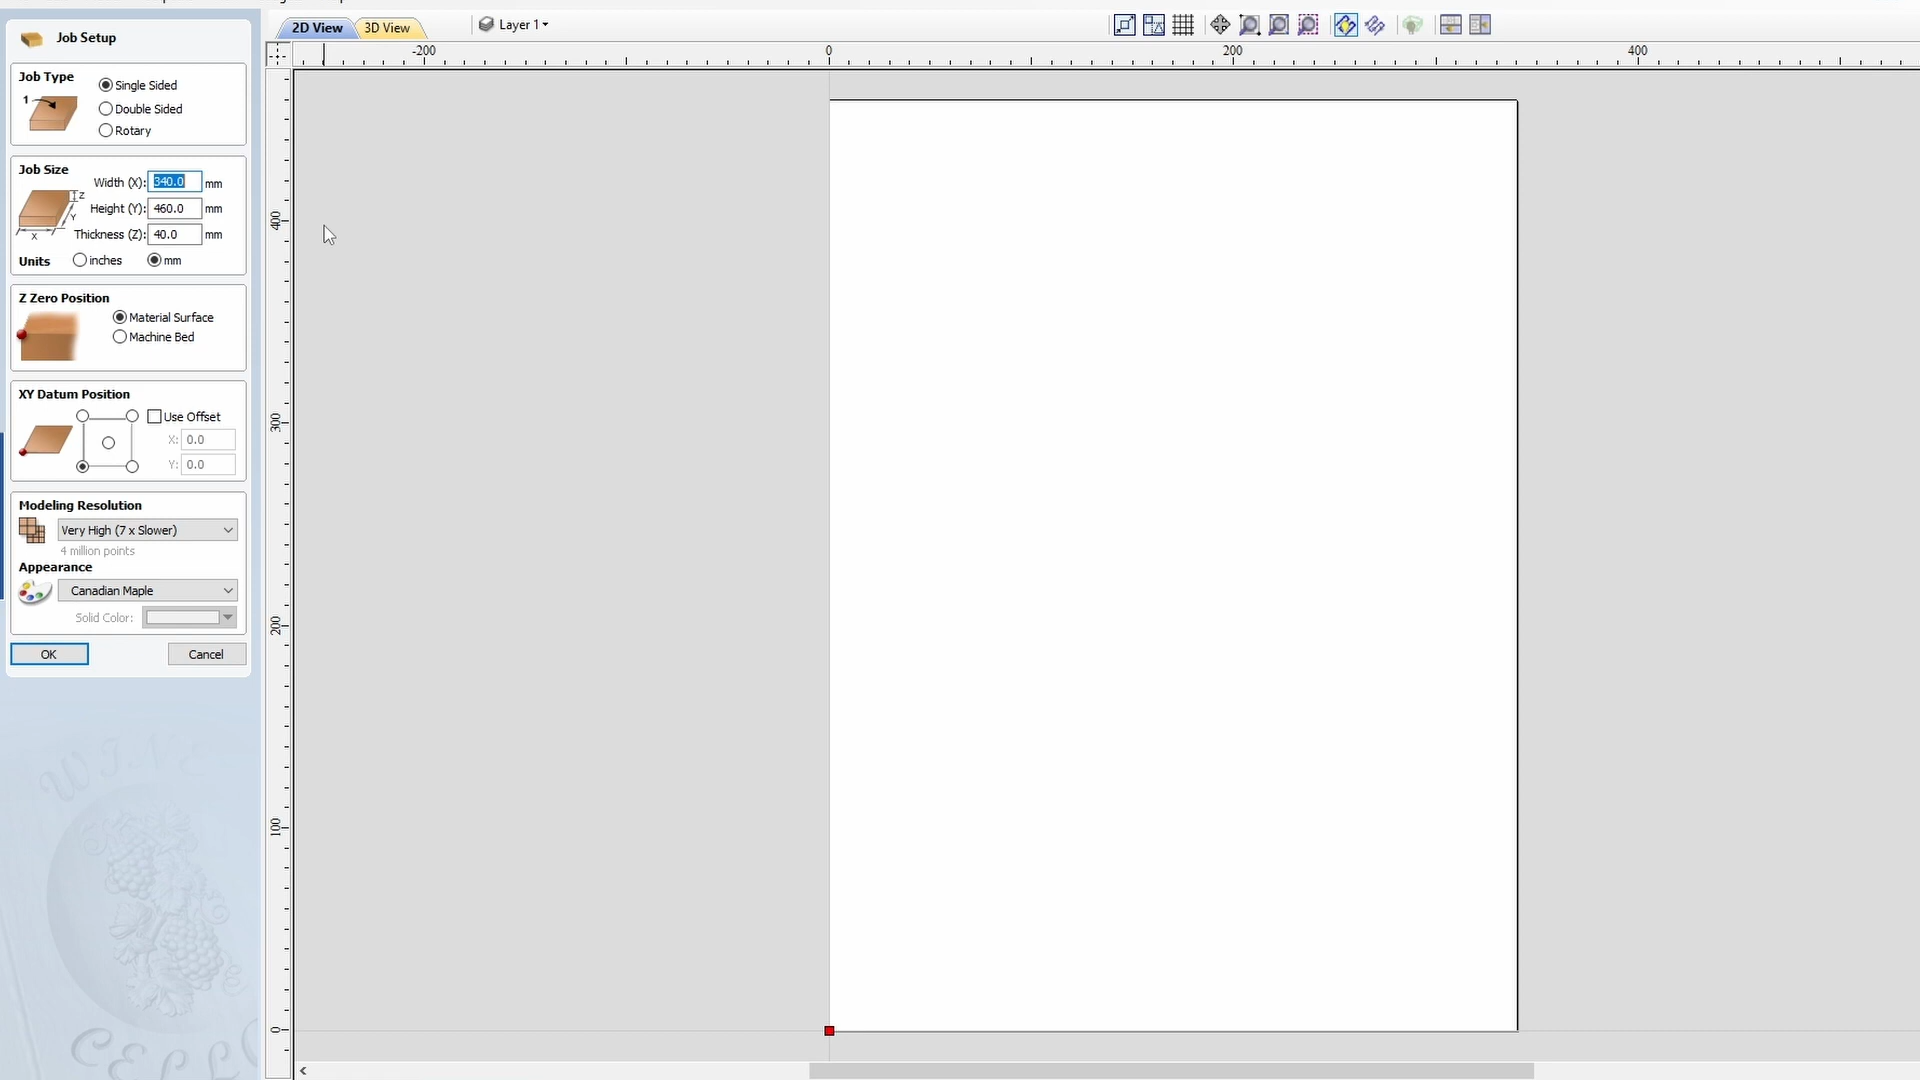 Job Setup
Job Type
1
Single Sided
Double Sided
Rotary
Job Size
Width (X): 340.0 mm
Z
Y
X
Height (Y): 460.0 mm
Thickness (Z): 40.0 mm
Units inches mm
Z Zero Position
Material Surface
Machine Bed
XY Datum Position
Use Offset
X: 0.0
Y: 0.0
Modeling Resolution
Very High (7 x Slower)
4 million points
Appearance
Canadian Maple
Solid Color:
OK Cancel
WINE
CELL
2D View 3D View Layer 1
-200 0 200 400
400
300
200
100
0